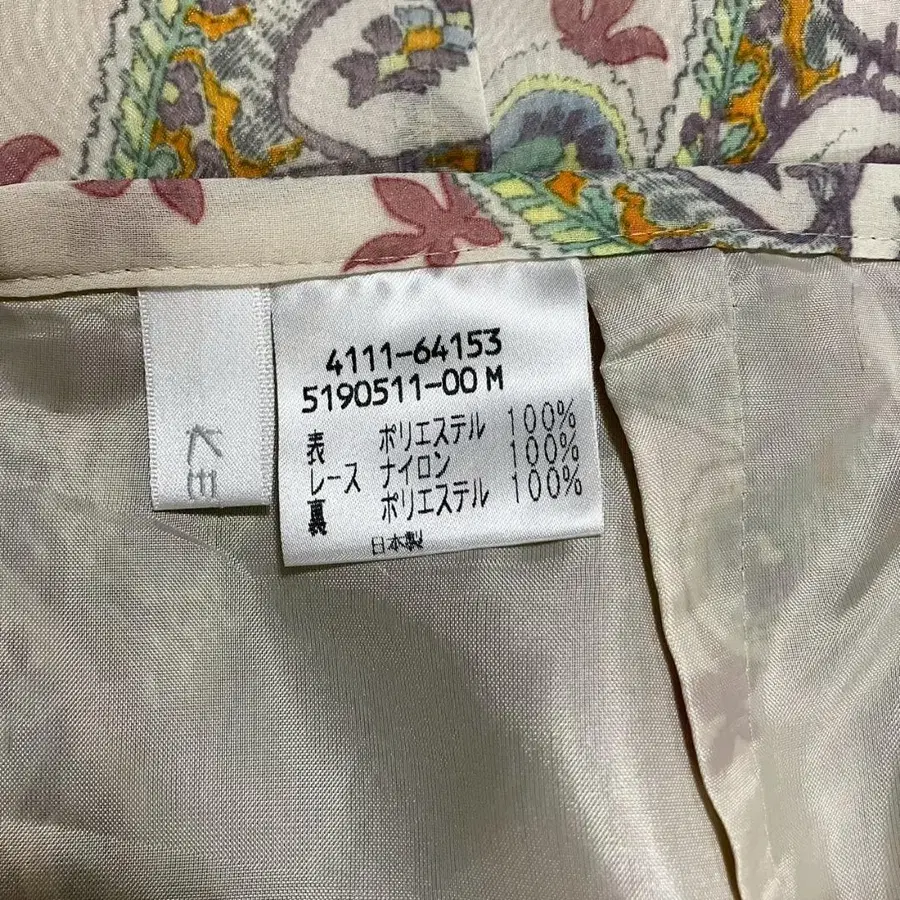 4111-64153
5190511-00 M
表 ポリエステル 100%
レース ナイロン 100%
裏 ポリエステル 100%
日本製